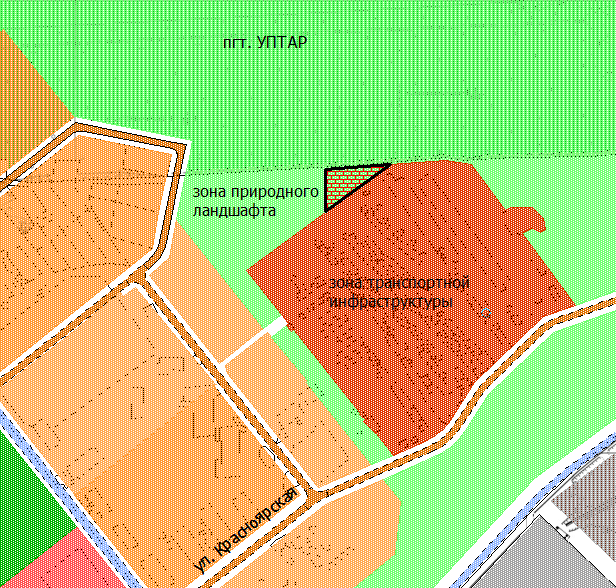 пгт. УПТАР
зона природного
ландшафта
зона транспортной
инфраструктуры
ул. Красноярская